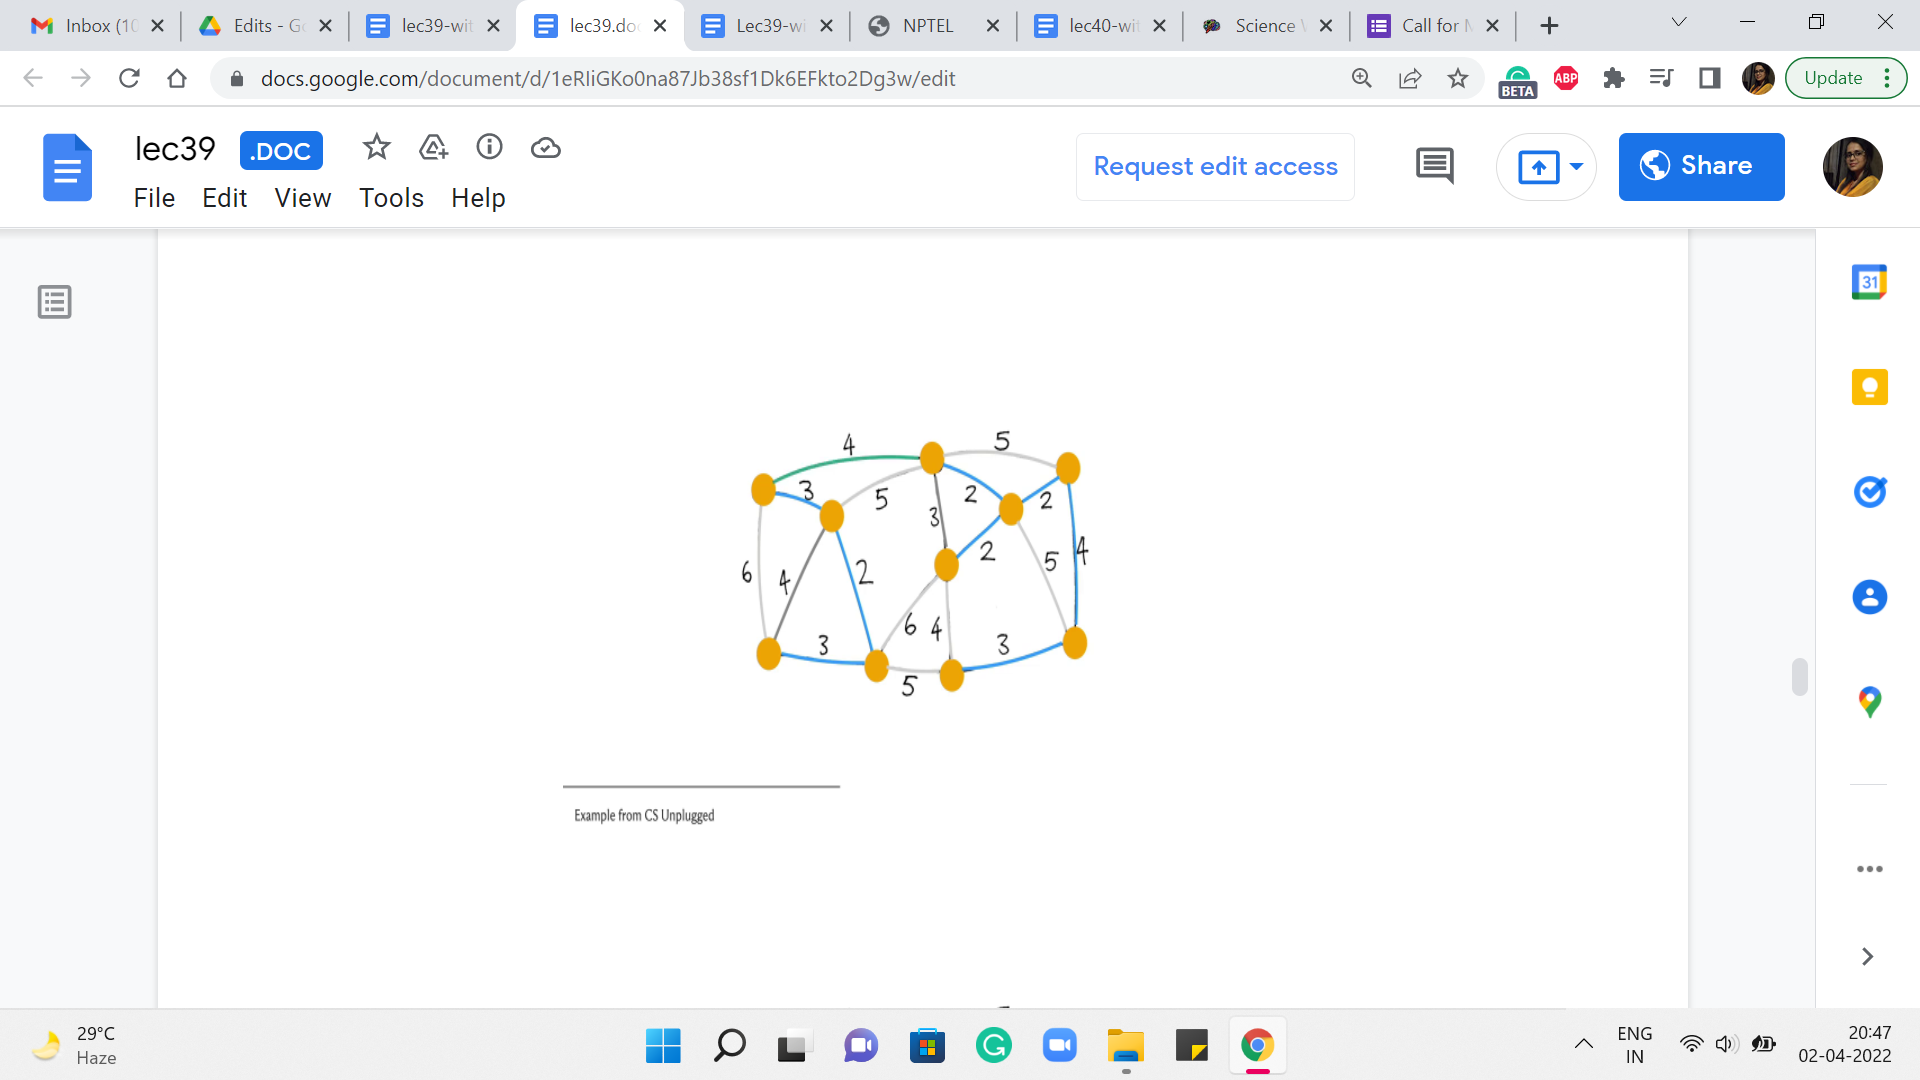 Inbox (10
Edits - Go
lec39-wit
lec39.do
Lec39-wi
NPTEL
lec40-wit
Science V
Call for M
docs.google.com/document/d/1eRIiGKo0na87Jb38sf1Dk6EFkto2Dg3w/edit
BETA
ABP
Update
lec39
.DOC
File Edit View Tools Help
Request edit access
Share
31
4
5
3
5
2
2
3
2
5
4
6
4
2
6
4
3
3
5
Example from CS Unplugged
29°C
Haze
ENG
IN
20:47
02-04-2022